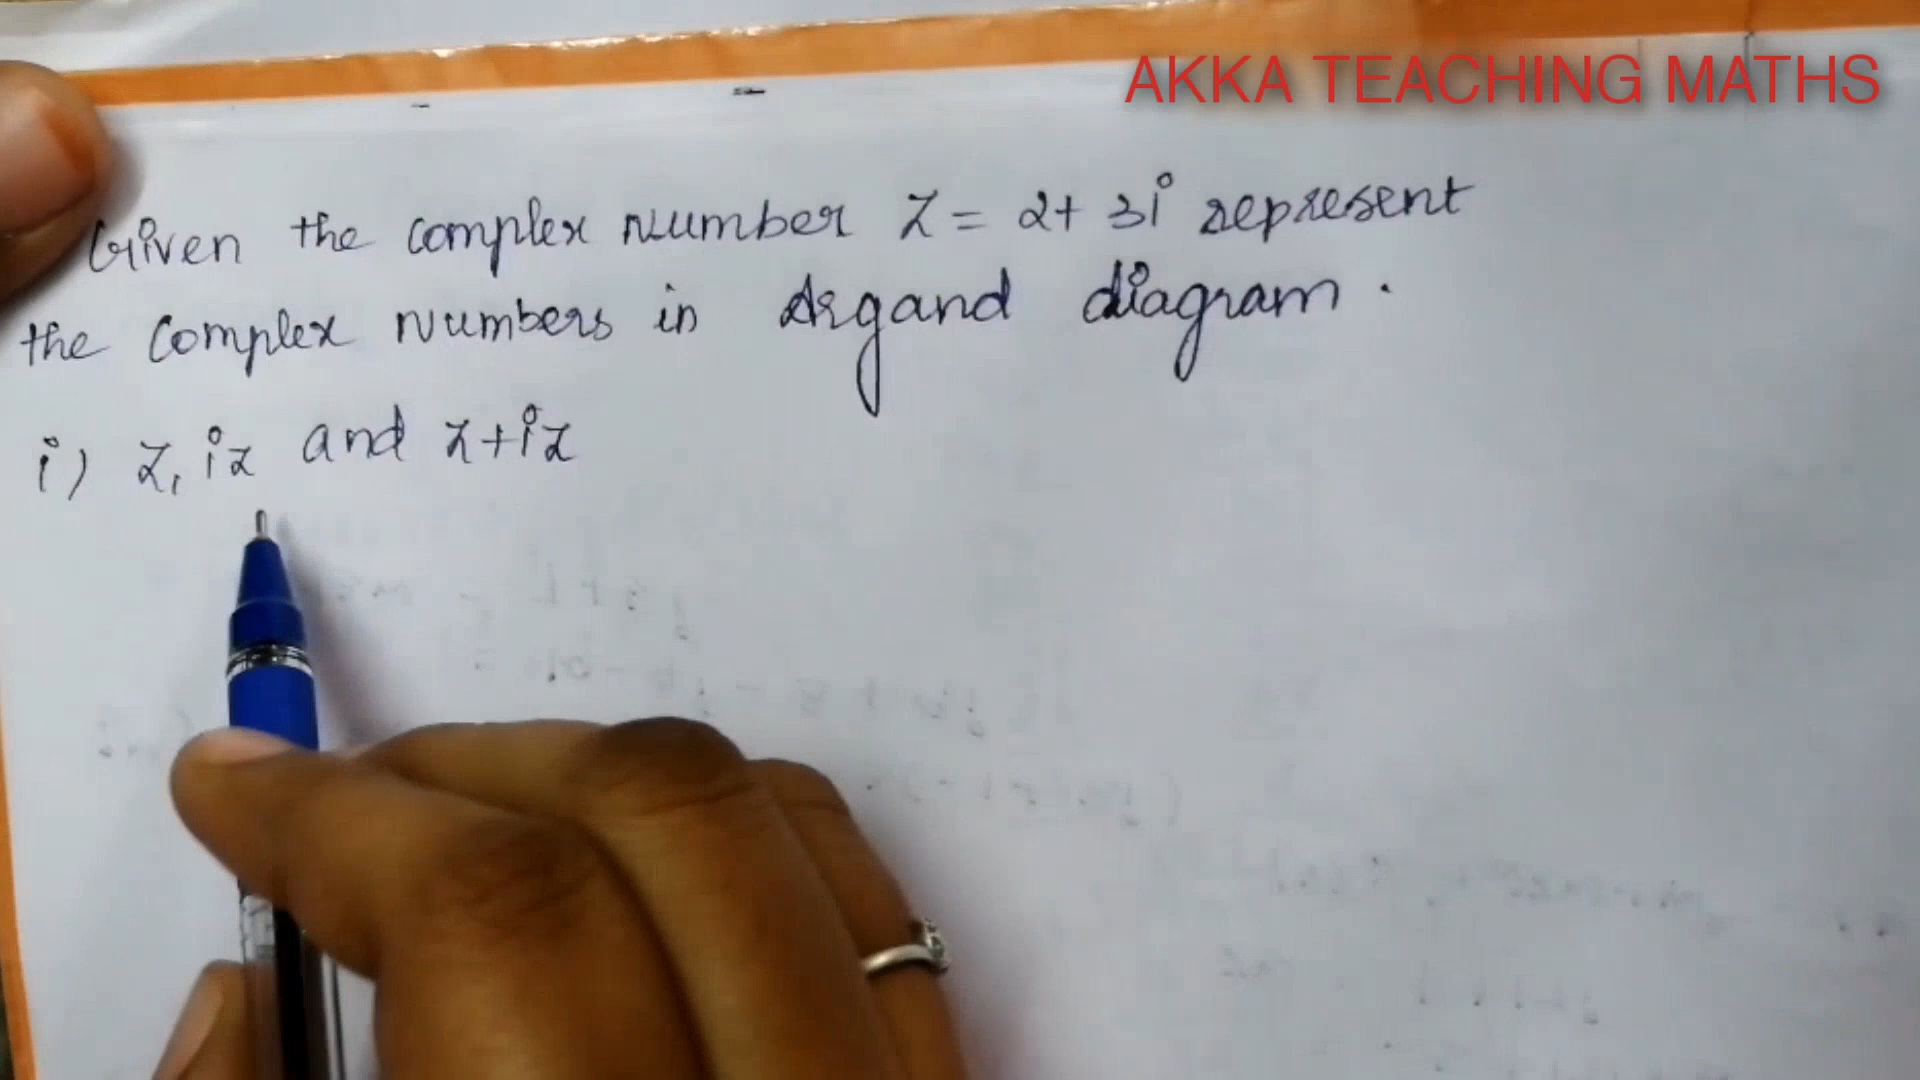 AKKA TEACHING MATHS
Given the complex number z = 2 + 3i represent
the complex numbers in Argand diagram.
i) z, iz and z+iz